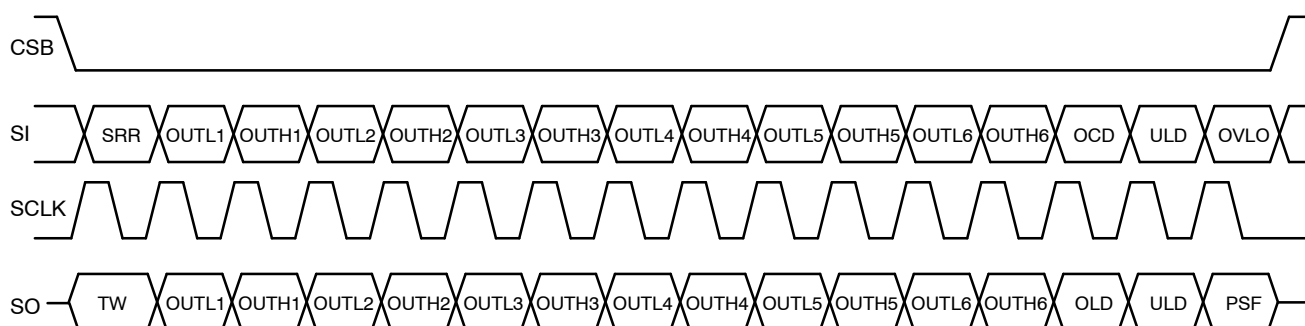 CSB
SI SRR OUTL1 OUTH1 OUTL2 OUTH2 OUTL3 OUTH3 OUTL4 OUTH4 OUTL5 OUTH5 OUTL6 OUTH6 OCD ULD OVLO
SCLK
SO TW OUTL1 OUTH1 OUTL2 OUTH2 OUTL3 OUTH3 OUTL4 OUTH4 OUTL5 OUTH5 OUTL6 OUTH6 OLD ULD PSF